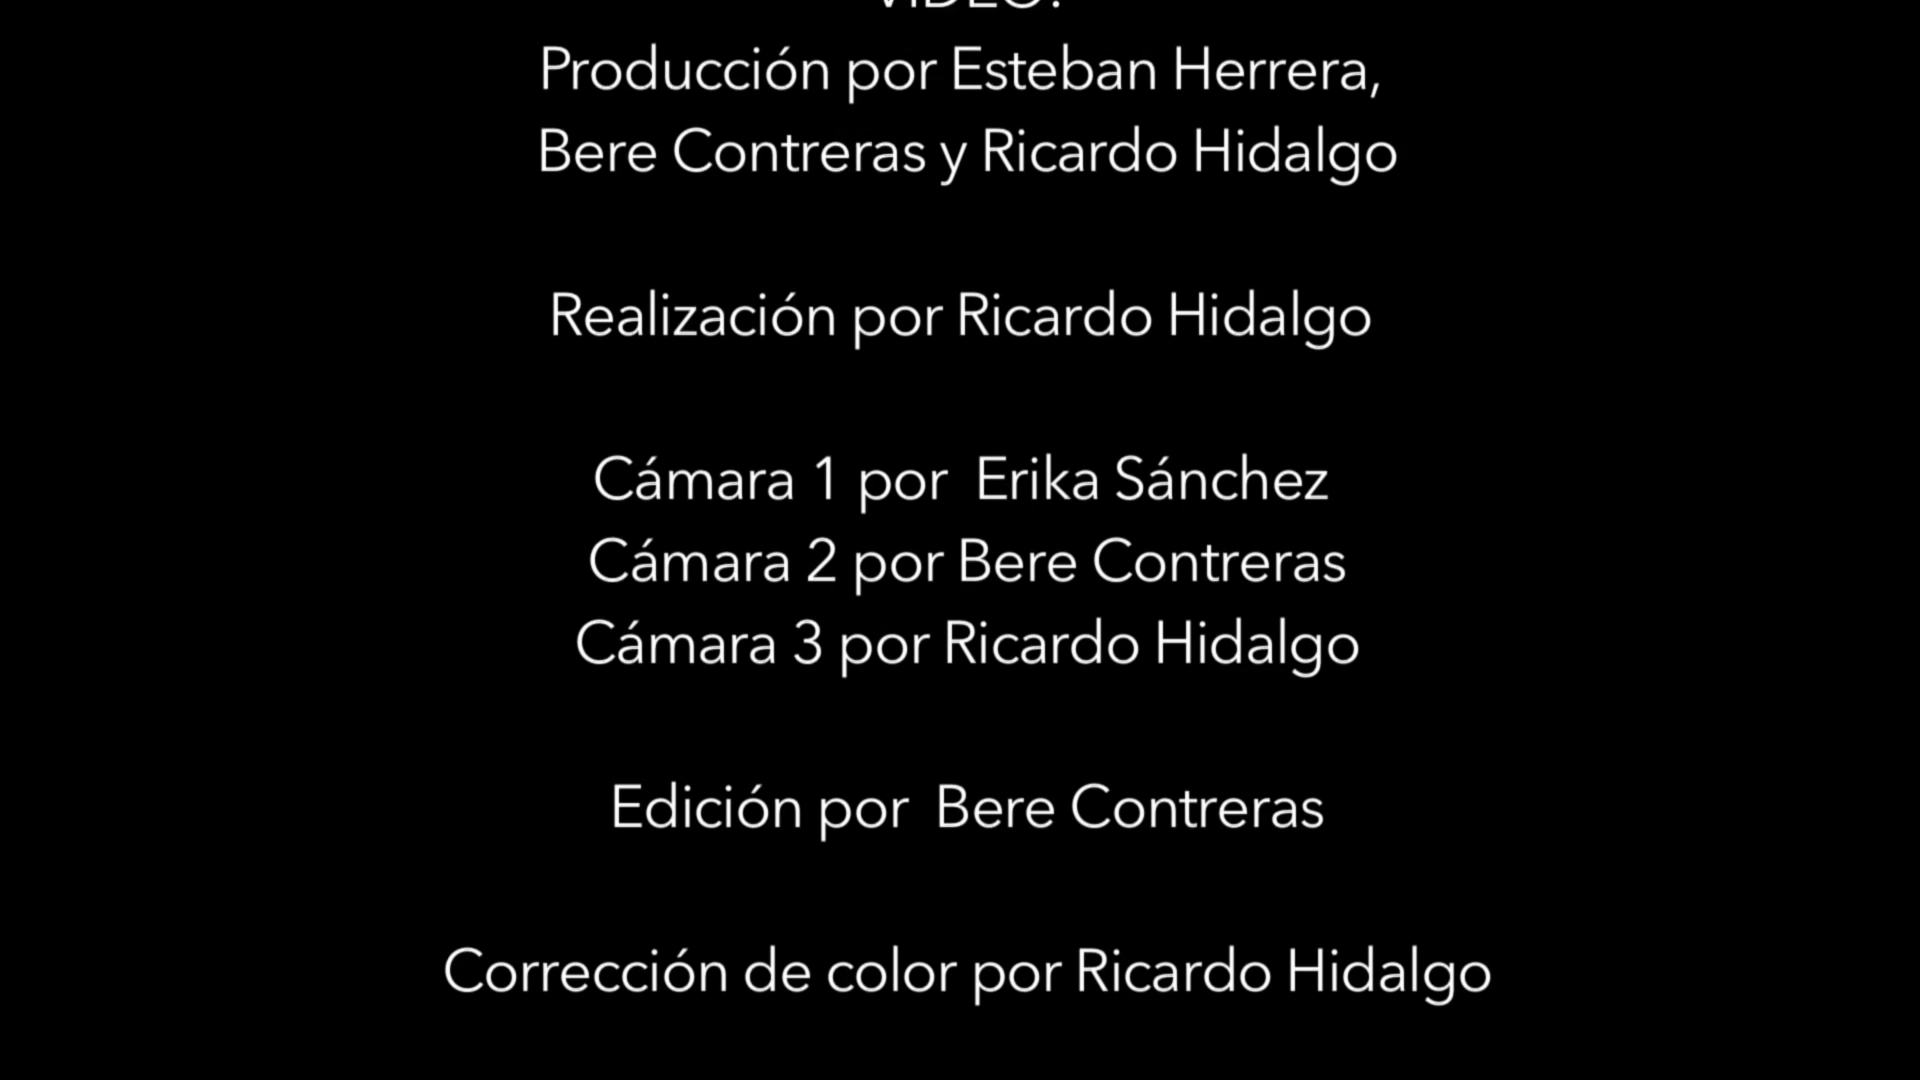 VIDEO:
Producción por Esteban Herrera,
Bere Contreras y Ricardo Hidalgo
Realización por Ricardo Hidalgo
Cámara 1 por  Erika Sánchez
Cámara 2 por Bere Contreras
Cámara 3 por Ricardo Hidalgo
Edición por  Bere Contreras
Corrección de color por Ricardo Hidalgo